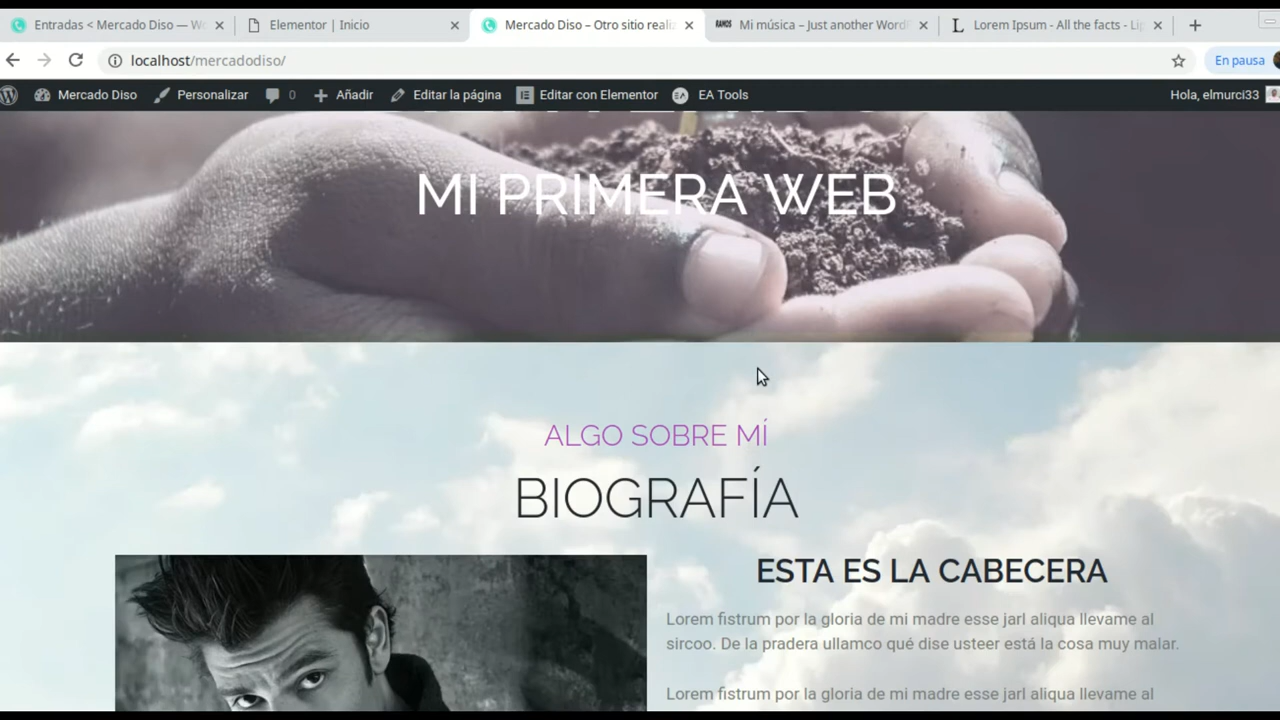 Entradas < Mercado Diso — Wo
Elementor | Inicio
Mercado Diso – Otro sitio realiz
RAMOS
Mi música – Just another WordP
L
Lorem Ipsum - All the facts - Lip
localhost/mercadodiso/
En pausa
Mercado Diso
Personalizar
0
Añadir
Editar la página
Editar con Elementor
EA Tools
Hola, elmurci33
MI PRIMERA WEB
ALGO SOBRE MÍ
BIOGRAFÍA
ESTA ES LA CABECERA
Lorem fistrum por la gloria de mi madre esse jarl aliqua llevame al
sircoo. De la pradera ullamco qué dise usteer está la cosa muy malar.
Lorem fistrum por la gloria de mi madre esse jarl aliqua llevame al